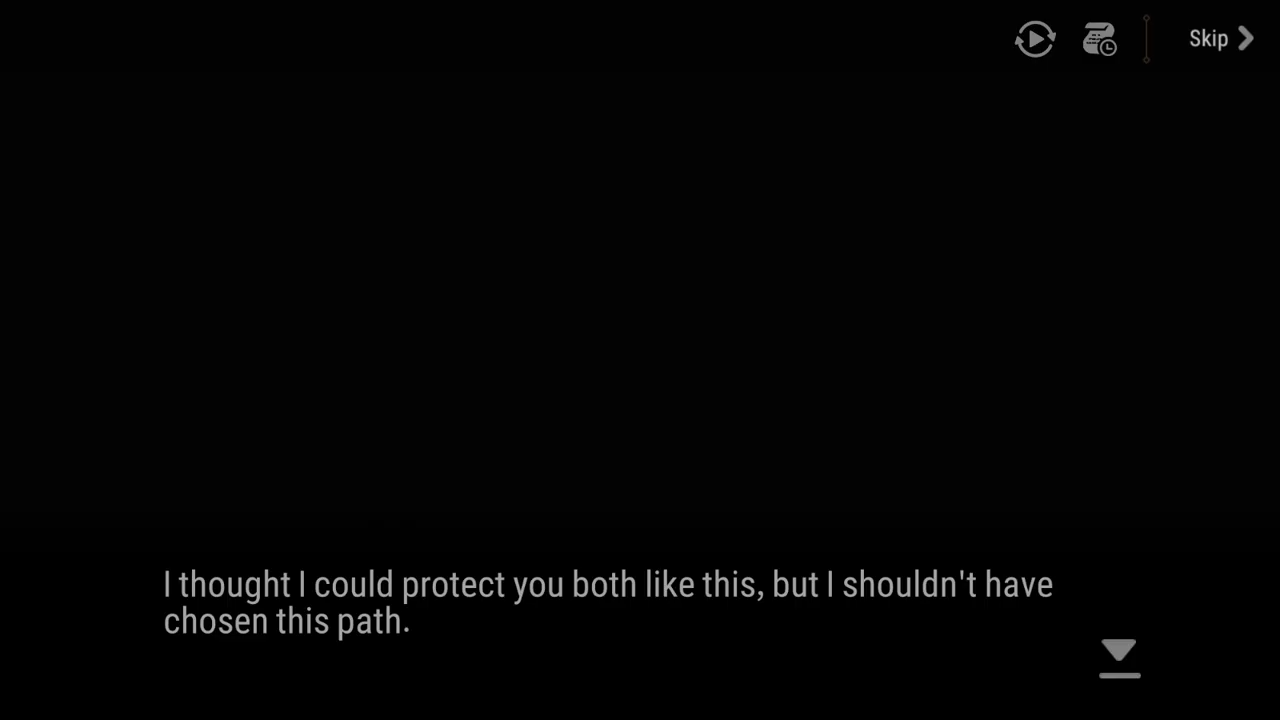 Skip
I thought I could protect you both like this, but I shouldn't have
chosen this path.